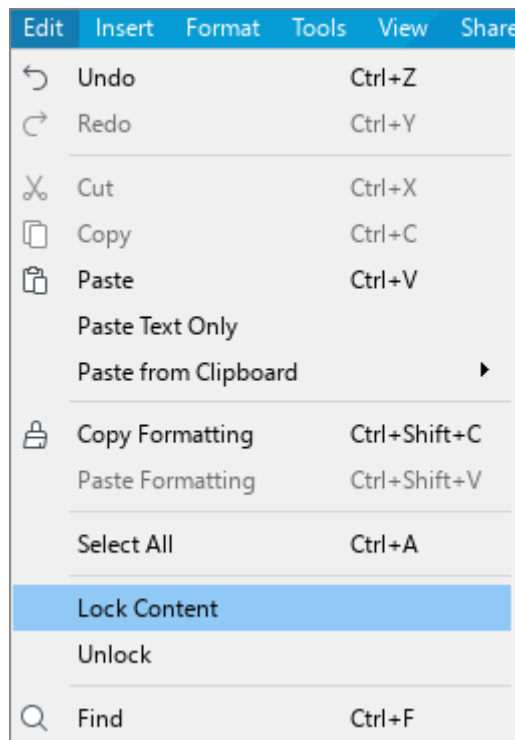 Edit Insert Format Tools View Share
Undo Ctrl+Z
Redo Ctrl+Y
Cut Ctrl+X
Copy Ctrl+C
Paste Ctrl+V
Paste Text Only
Paste from Clipboard
Copy Formatting Ctrl+Shift+C
Paste Formatting Ctrl+Shift+V
Select All Ctrl+A
Lock Content
Unlock
Find Ctrl+F